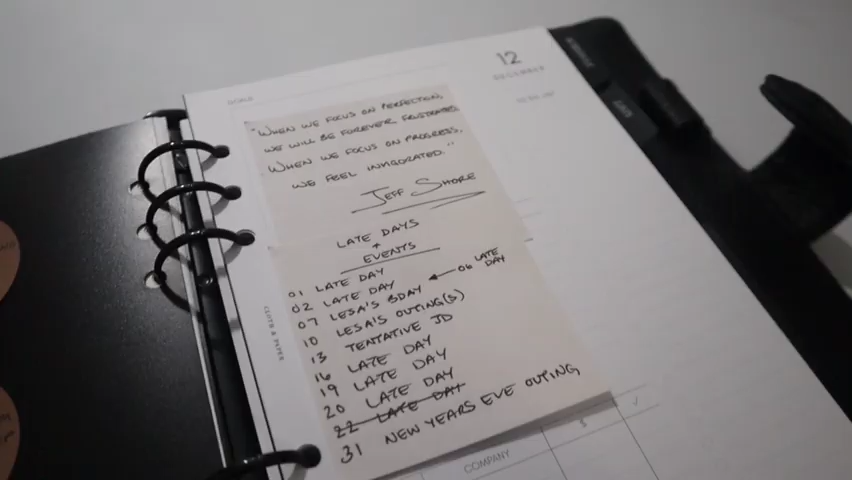 12
DECEMBER
"WHEN WE FOCUS ON PERFECTION,
WE WILL BE FOREVER FRUSTRATED.
WHEN WE FOCUS ON PROGRESS,
WE FEEL INVIGORATED."
JEFF SHORE
LATE DAYS
+
EVENTS
01 LATE DAY
02 LATE DAY ← 06 LATE DAY
07 LESA'S BDAY
10 LESA'S OUTING(S)
13 TENTATIVE JD
16 LATE DAY
19 LATE DAY
20 LATE DAY
22 LATE DAY
31 NEW YEARS EVE OUTING
CLOTH & PAPER
COMPANY
$
✓